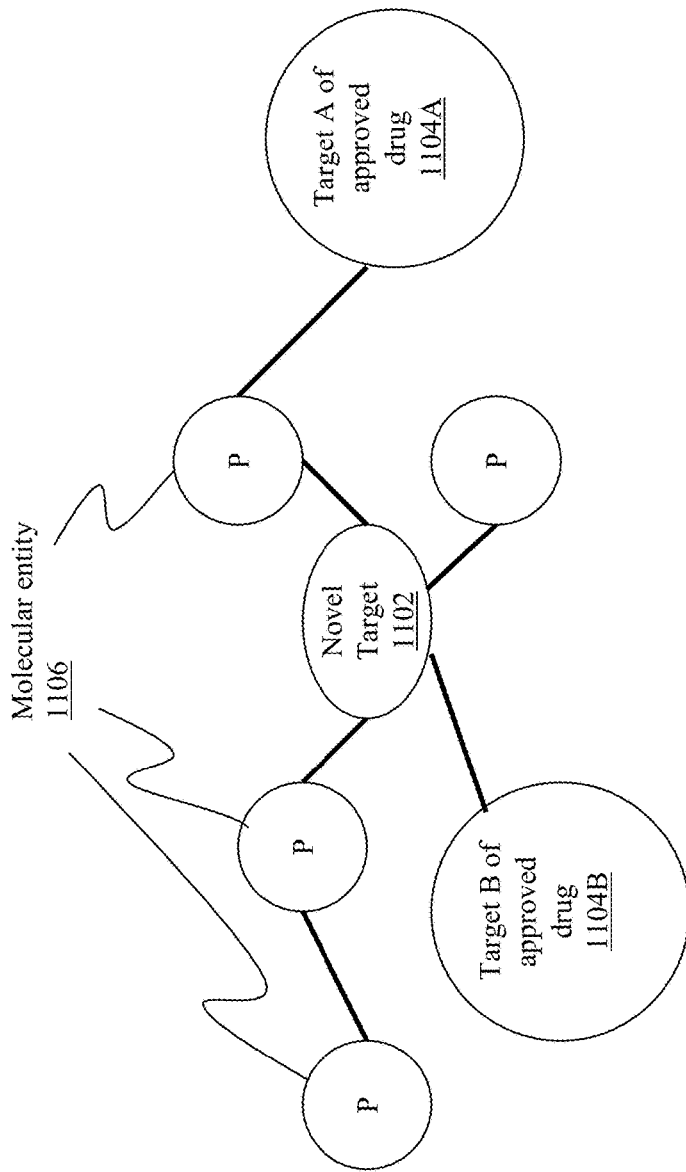 Molecular entity
1106
P
P
P
Novel
Target
1102
P
Target A of
approved
drug
1104A
Target B of
approved
drug
1104B